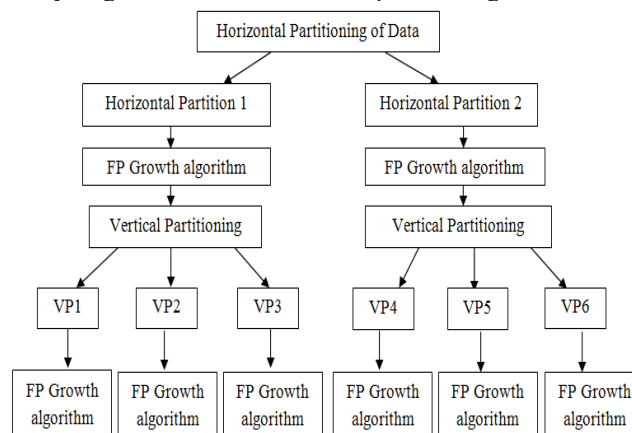 Horizontal Partitioning of Data
Horizontal Partition 1
Horizontal Partition 2
FP Growth algorithm
FP Growth algorithm
Vertical Partitioning
Vertical Partitioning
VP1
VP2
VP3
VP4
VP5
VP6
FP Growth
algorithm
FP Growth
algorithm
FP Growth
algorithm
FP Growth
algorithm
FP Growth
algorithm
FP Growth
algorithm